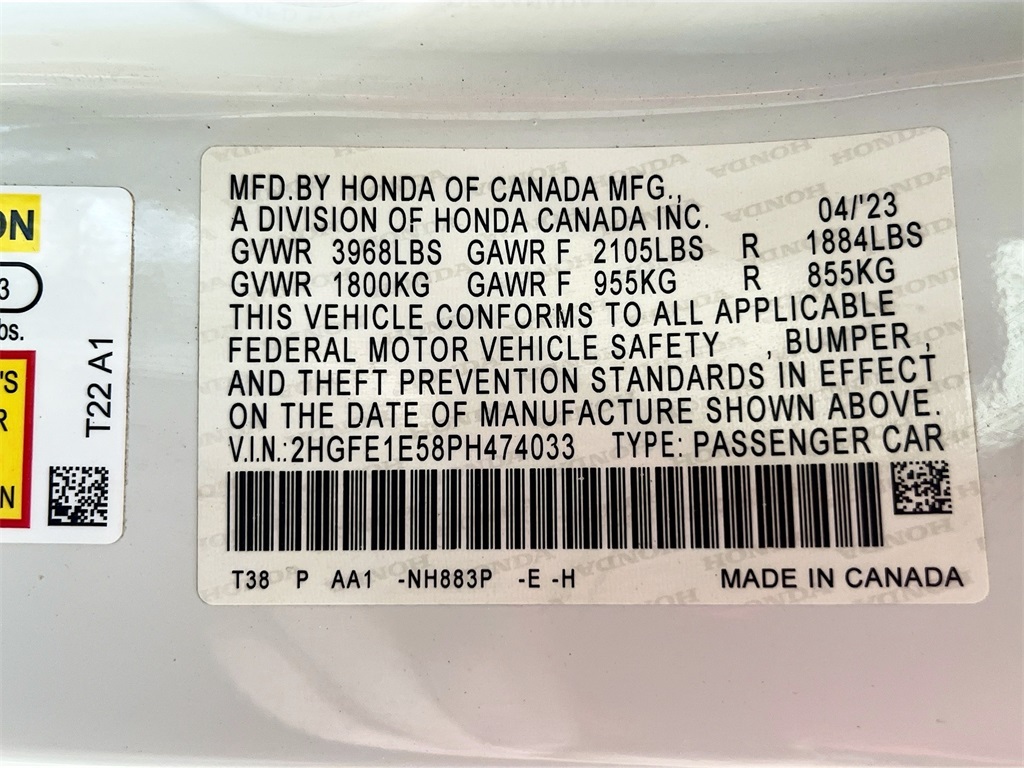 ON
3
bs.
'S
R
N
T22 A1
MFD.BY HONDA OF CANADA MFG.,
A DIVISION OF HONDA CANADA INC. 04/'23
GVWR 3968LBS GAWR F 2105LBS R 1884LBS
GVWR 1800KG GAWR F 955KG R 855KG
THIS VEHICLE CONFORMS TO ALL APPLICABLE
FEDERAL MOTOR VEHICLE SAFETY , BUMPER ,
AND THEFT PREVENTION STANDARDS IN EFFECT
ON THE DATE OF MANUFACTURE SHOWN ABOVE.
V.I.N.:2HGFE1E58PH474033 TYPE: PASSENGER CAR
T38 P AA1 -NH883P -E -H MADE IN CANADA